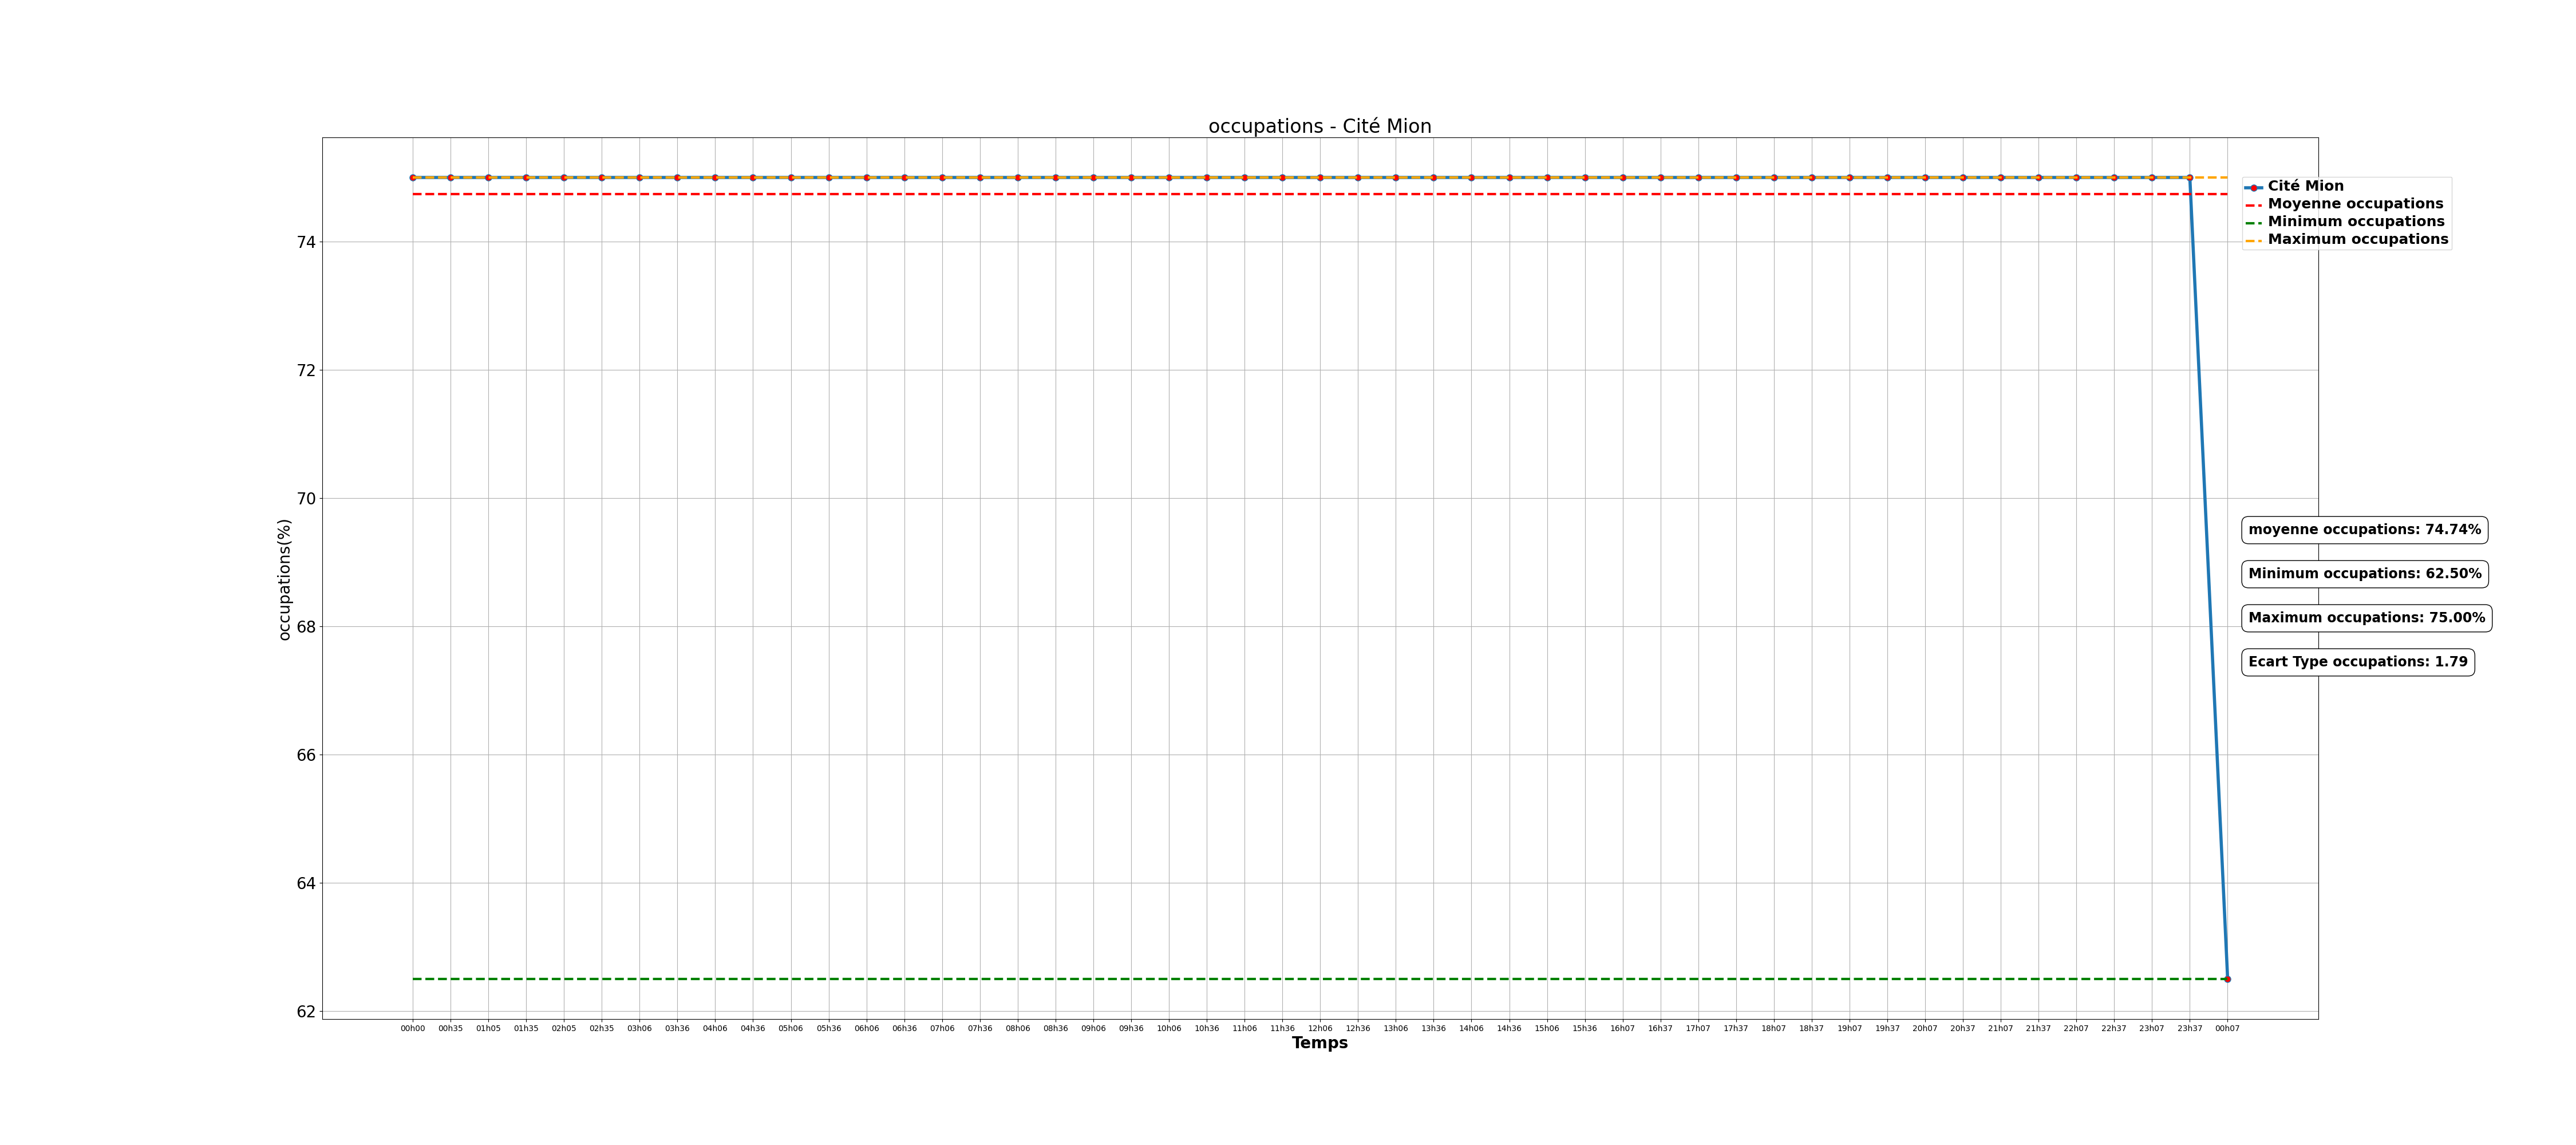 occupations - Cité Mion
occupations(%)
74
72
70
68
66
64
62
Cité Mion
Moyenne occupations
Minimum occupations
Maximum occupations
moyenne occupations: 74.74%
Minimum occupations: 62.50%
Maximum occupations: 75.00%
Ecart Type occupations: 1.79
00h00 00h35 01h05 01h35 02h05 02h35 03h06 03h36 04h06 04h36 05h06 05h36 06h06 06h36 07h06 07h36 08h06 08h36 09h06 09h36 10h06 10h36 11h06 11h36 12h06 12h36 13h06 13h36 14h06 14h36 15h06 15h36 16h07 16h37 17h07 17h37 18h07 18h37 19h07 19h37 20h07 20h37 21h07 21h37 22h07 22h37 23h07 23h37 00h07
Temps